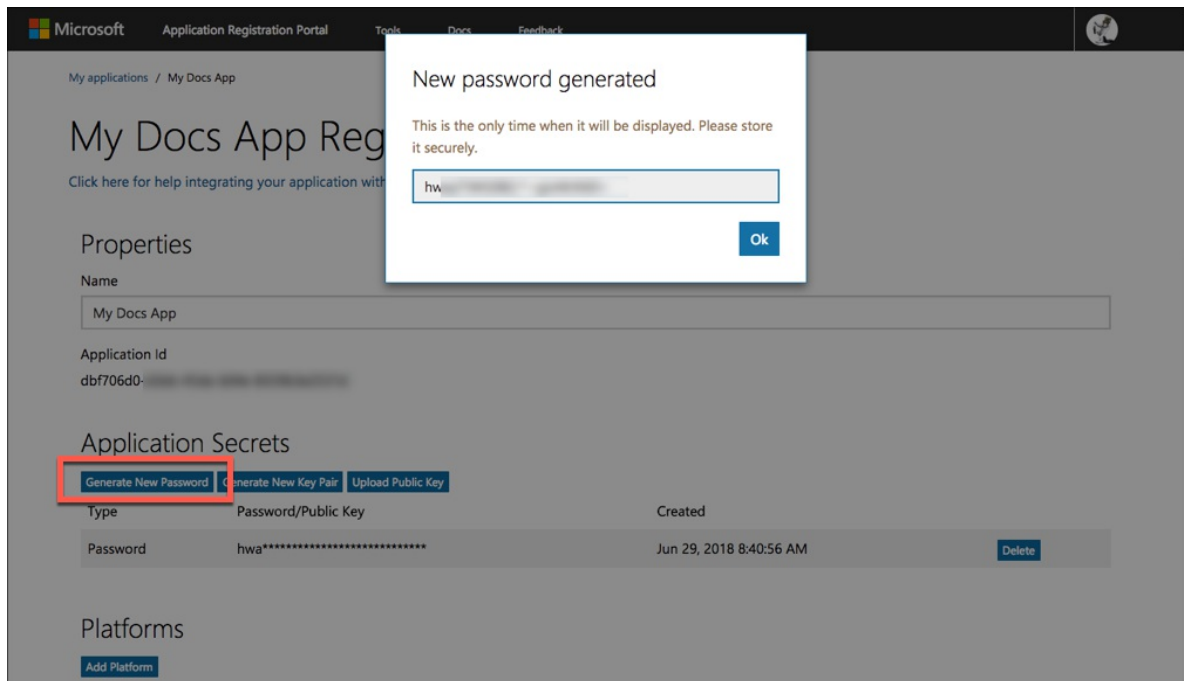 Microsoft Application Registration Portal Tools Docs Feedback
My applications / My Docs App
My Docs App Reg
Click here for help integrating your application with
New password generated
This is the only time when it will be displayed. Please store
it securely.
hw
Ok
Properties
Name
My Docs App
Application Id
dbf706d0-
Application Secrets
Generate New Password Generate New Key Pair Upload Public Key
Type Password/Public Key Created
Password hwa**************************** Jun 29, 2018 8:40:56 AM Delete
Platforms
Add Platform